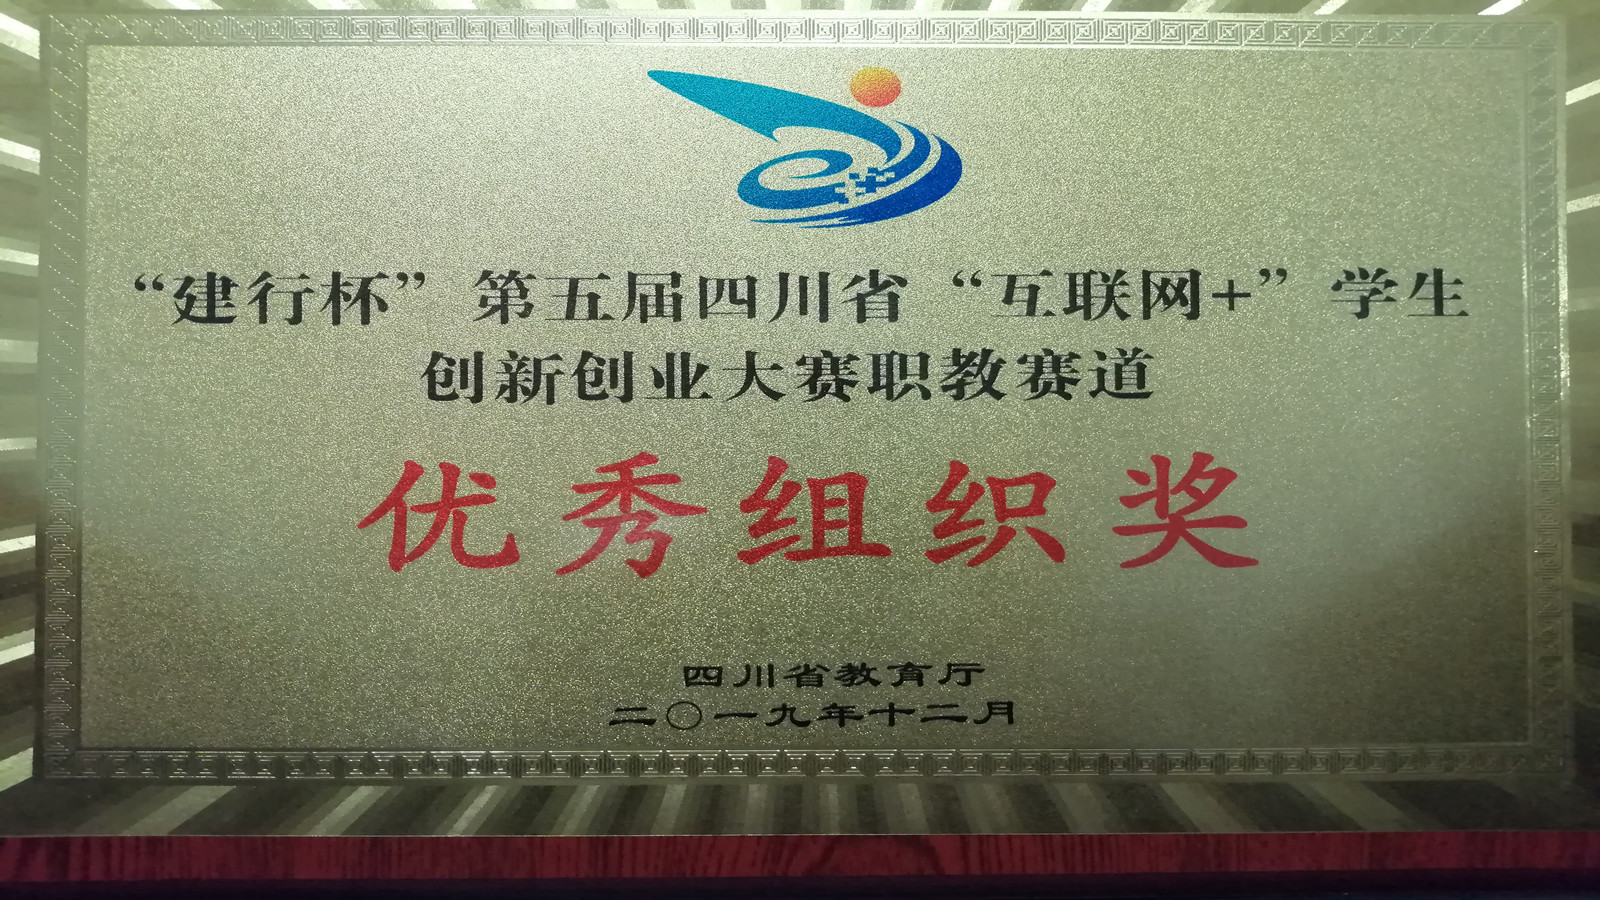 “建行杯”第五届四川省“互联网+”学生
创新创业大赛职教赛道
优秀组织奖
四川省教育厅
二〇一九年十二月